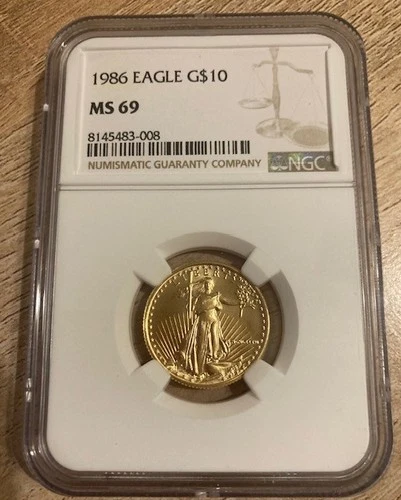 1986 EAGLE G$10
MS 69
8145483-008
NUMISMATIC GUARANTY COMPANY
NGC
LIBERTY